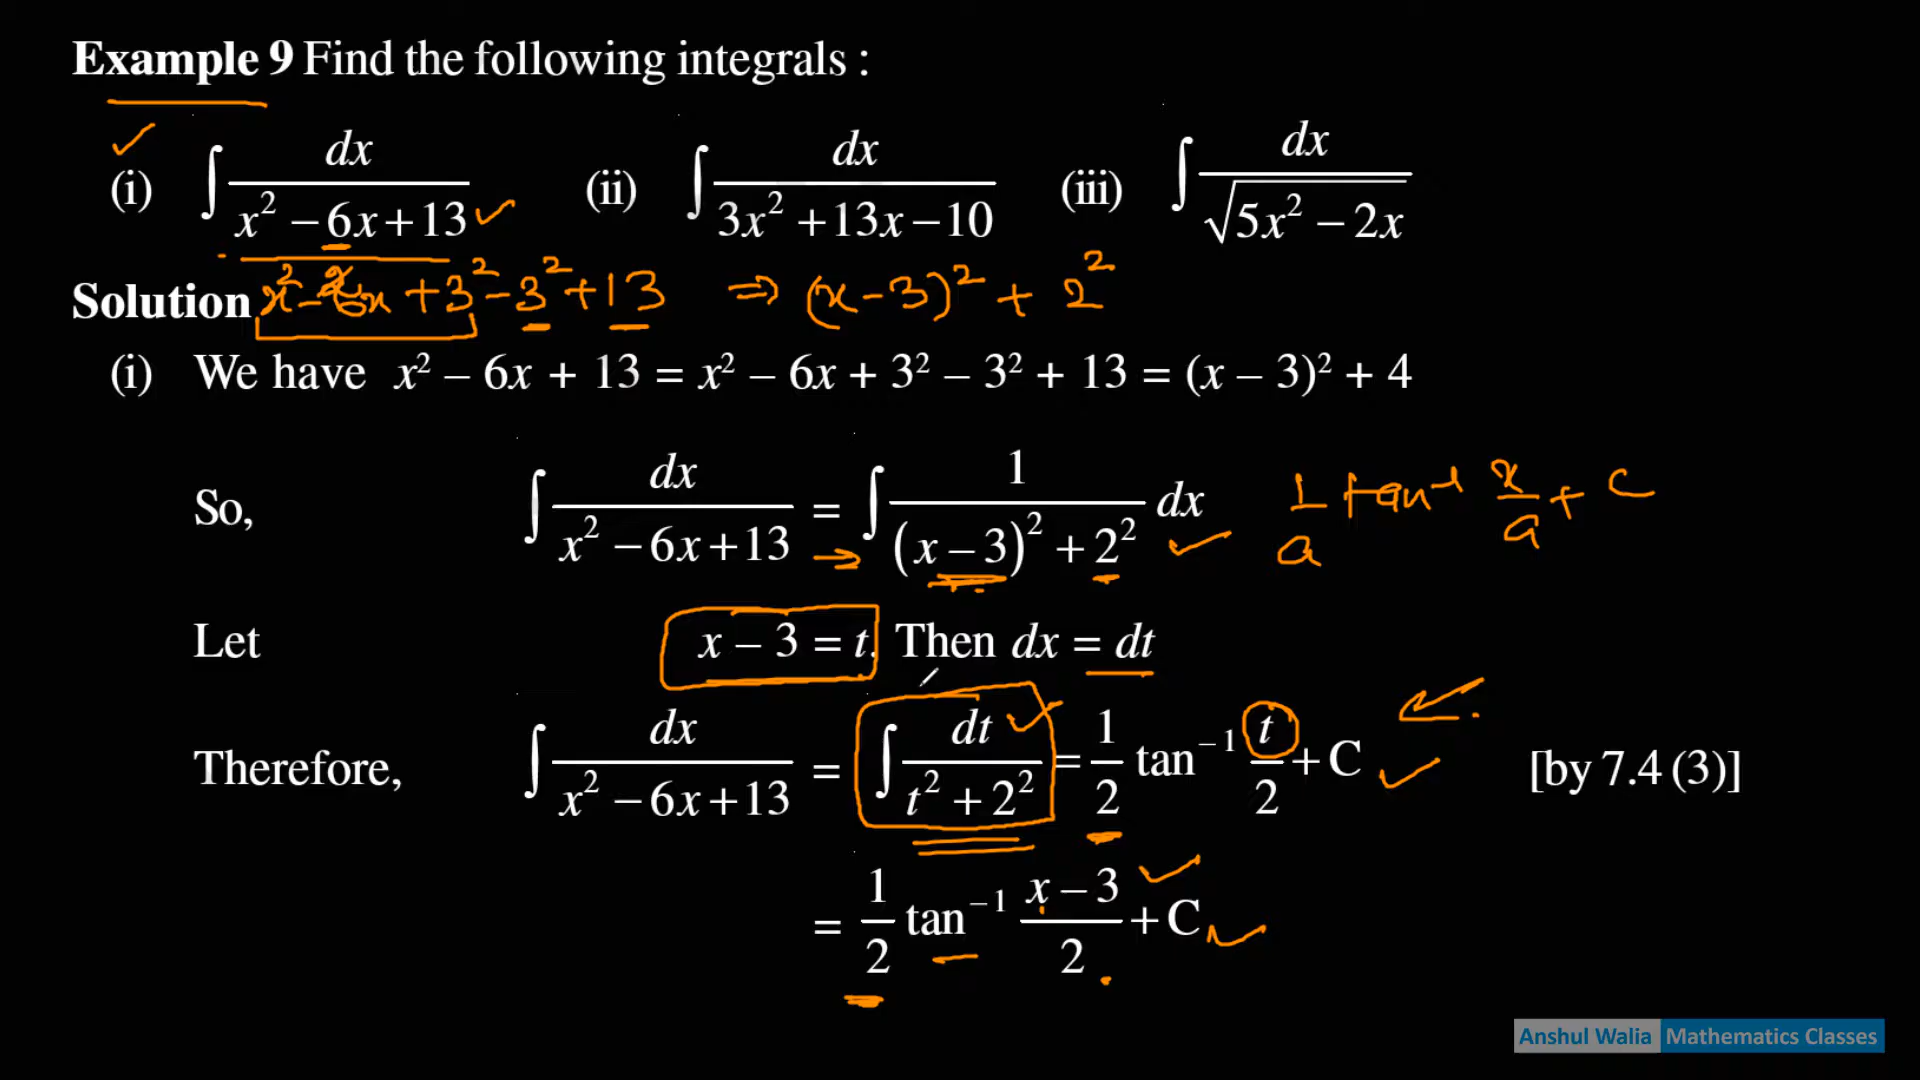 Example 9 Find the following integrals :
(i) ∫ dx / (x² − 6x + 13) (ii) ∫ dx / (3x² + 13x − 10) (iii) ∫ dx / √(5x² − 2x)
Solution x² − 6x + 3² − 3² + 13 ⇒ (x − 3)² + 2²
(i) We have x² – 6x + 13 = x² – 6x + 3² – 3² + 13 = (x – 3)² + 4
So, ∫ dx / (x² − 6x + 13) = ∫ 1 / ((x − 3)² + 2²) dx 1/a tan⁻¹ x/a + c
Let x – 3 = t. Then dx = dt
Therefore, ∫ dx / (x² − 6x + 13) = ∫ dt / (t² + 2²) = 1/2 tan⁻¹ t/2 + C [by 7.4 (3)]
= 1/2 tan⁻¹ (x − 3)/2 + C
Anshul Walia Mathematics Classes